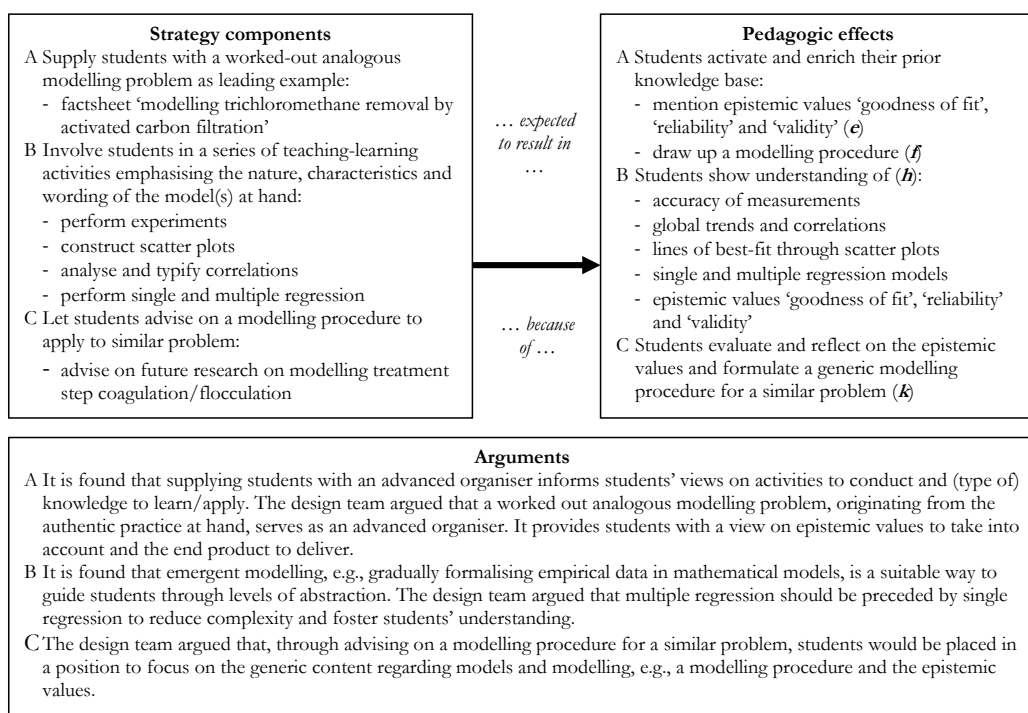 Strategy components
A Supply students with a worked-out analogous
modelling problem as leading example:
- factsheet ‘modelling trichloromethane removal by
activated carbon filtration’
B Involve students in a series of teaching-learning
activities emphasising the nature, characteristics and
wording of the model(s) at hand:
- perform experiments
- construct scatter plots
- analyse and typify correlations
- perform single and multiple regression
C Let students advise on a modelling procedure to
apply to similar problem:
- advise on future research on modelling treatment
step coagulation/flocculation
… expected
to result in
…
… because
of …
Pedagogic effects
A Students activate and enrich their prior
knowledge base:
- mention epistemic values ‘goodness of fit’,
‘reliability’ and ‘validity’ (e)
- draw up a modelling procedure (f)
B Students show understanding of (h):
- accuracy of measurements
- global trends and correlations
- lines of best-fit through scatter plots
- single and multiple regression models
- epistemic values ‘goodness of fit’, ‘reliability’
and ‘validity’
C Students evaluate and reflect on the epistemic
values and formulate a generic modelling
procedure for a similar problem (k)
Arguments
A It is found that supplying students with an advanced organiser informs students’ views on activities to conduct and (type of)
knowledge to learn/apply. The design team argued that a worked out analogous modelling problem, originating from the
authentic practice at hand, serves as an advanced organiser. It provides students with a view on epistemic values to take into
account and the end product to deliver.
B It is found that emergent modelling, e.g., gradually formalising empirical data in mathematical models, is a suitable way to
guide students through levels of abstraction. The design team argued that multiple regression should be preceded by single
regression to reduce complexity and foster students’ understanding.
C The design team argued that, through advising on a modelling procedure for a similar problem, students would be placed in
a position to focus on the generic content regarding models and modelling, e.g., a modelling procedure and the epistemic
values.